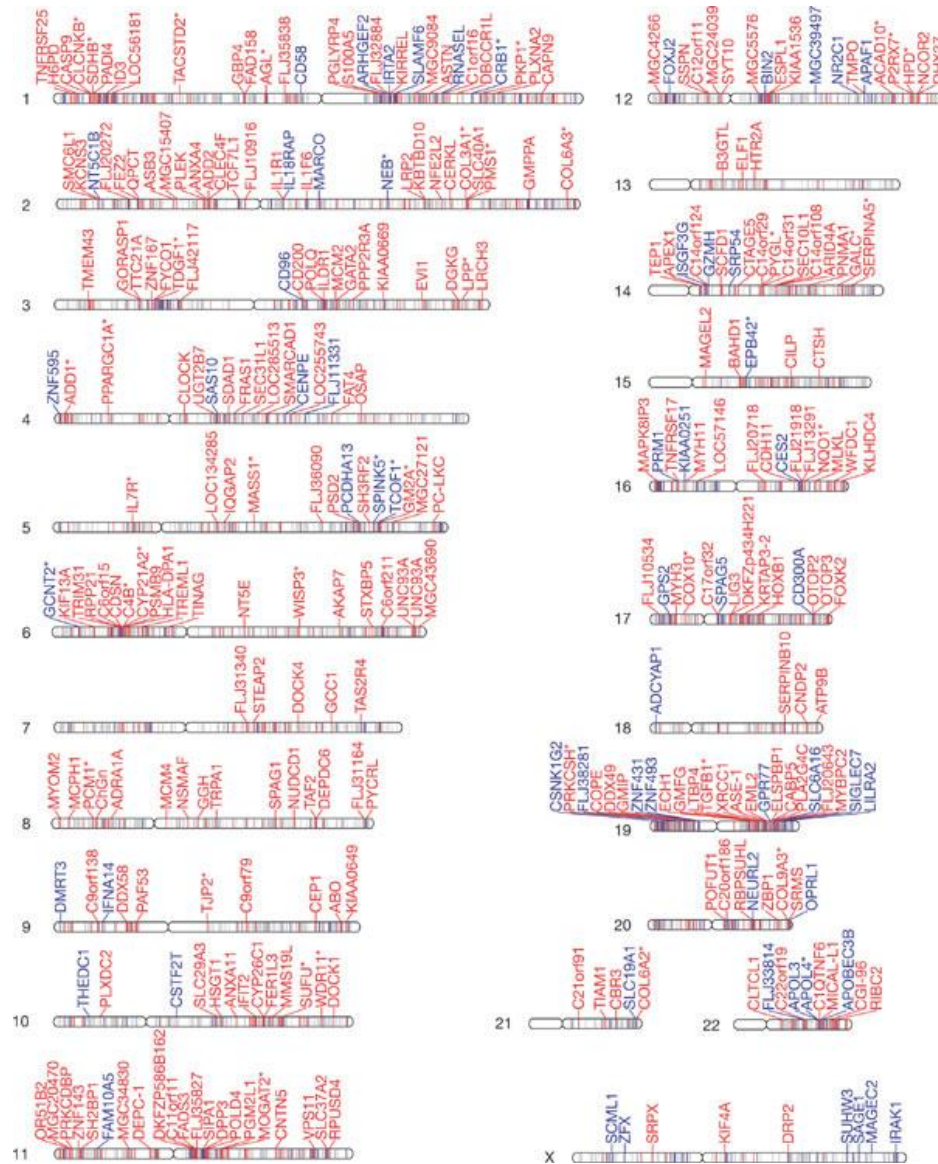 TNFRSF25
H6PD
CASP9
CLCNKB*
SDHB*
PADI4
ID3
LOC56181
TACSTD2*
GBP4
FAD158
AGL*
FLJ35838
CD58
PGLYRP4
S100A5
ARHGEF2
FLJ32884
IRTA2
KIRREL
SLAMF6
MGC9084
ASTN
RNASEL
C1orf16
DBCCR1L
CRB1*
PKP1*
PLXNA2
CAPN9
1
SMC6L1
KCNS3
NT5C1B
FLJ20272
FEZ2
QPCT
ASB3
MGC15407
PLEK
ANXA4
ADD2
CLEC4F
TCF7L1
FLJ10916
IL1R1
IL18RAP
IL1F6
MARCO
NEB*
LRP2
KBTBD10
NFE2L2
CERKL
COL3A1*
SLC40A1
PMS1*
GMPPA
COL6A3*
2
TMEM43
GORASP1
TTC21A
ZNF167
FYCO1
TDGF1*
FLJ42117
CD96
CD200
POLQ
ILDR1
MCM2
GATA2
PPP2R3A
KIAA0669
EVI1
DGKG
LPP*
LRCH3
3
ZNF595
ADD1*
PPARGC1A*
CLOCK
UGT2B7
SAS10
SDAD1
FRAS1
SEC31L1
LOC285513
SMARCAD1
CENPE
LOC255743
FLJ11331
FAT4
OSAP
4
IL7R*
LOC134285
IQGAP2
MASS1*
FLJ36090
PSD2
PCDHA13
SH3RF2
SPINK5*
TCOF1*
GM2A*
MGC27121
PC-LKC
5
GCNT2*
KIF13A
TRIM31
RPP21
C6orf15
CDSN
C4B*
CYP21A2*
PSMB9
HLA-DPA1
TREML1
TINAG
NT5E
WISP3*
AKAP7
STXBP5
C6orf211
UNC93A
UNC93A
MGC43690
6
FLJ31340
STEAP2
DOCK4
GCC1
TAS2R4
7
MYOM2
MCPH1
PCM1*
ChGn
ADRA1A
MCM4
NSMAF
GGH
TRPA1
SPAG1
NUDCD1
TAF2
DEPDC6
FLJ31164
PYCRL
8
DMRT3
C9orf138
IFNA14
DDX58
PAF53
TJP2*
C9orf79
CEP1
ABO
KIAA0649
9
THEDC1
PLXDC2
CSTF2T
SLC29A3
HSGT1
ANXA11
IFIT2
CYP26C1
FER1L3
MMS19L
SUFU*
WDR11*
DOCK1
10
OR51B2
MGC20470
PRKCDBP
ZNF143
SH2BP1
FAM10A5
MGC34830
DEPC-1
DKFZP586B162
C11orf11
FADS3
FLJ35827
SIPA1
DPP3
POLD4
PGM2L1
MOGAT2*
CNTN5
VPS11
SLC37A2
RPUSD4
11
MGC4266
FOXJ2
SSPN
C12orf11
MGC24039
SYT10
MGC5576
BIN2
ESPL1
KIAA1536
MGC39497
NR2C1
TMPO
APAF1
ACAD10*
P2RX7*
HPD*
NCOR2
12
B3GTL
ELF1
HTR2A
13
TEP1
APEX1
ISGF3G
C14orf124
GZMH
SCFD1
SRP54
CTAGE5
C14orf29
PYGL*
C14orf31
SEC10L1
C14orf108
ARID4A
PNMA1
GALC*
SERPINA5*
14
MAGEL2
BAHD1
EPB42*
CILP
CTSH
15
MAPK8IP3
PRM1
TNFRSF17
KIAA0251
MYH11
LOC57146
FLJ20718
CDH11
CES2
FLJ21918
FLJ13291
NQO1*
MLKL
WFDC1
KLHDC4
16
FLJ10534
GPS2
MYH3
COX10*
C17orf32
SPAG5
LIG3
DKFZp434H221
KRTAP3-2
HOXB1
CD300A
OTOP2
OTOP3
FOXK2
17
ADCYAP1
SERPINB10
CNDP2
ATP9B
18
CSNK1G2
PRKCSH*
FLJ38281
COPE
DDX49
GMIP
ZNF431
ZNF493
ECH1
GMFG
LTBP4
TGFB1*
XRCC1
ASE-1
EML2
GPR77
ELSPBP1
CABP5
PLA2G4C
SLC6A16
FLJ20643
MYBPC2
SIGLEC7
LILRA2
19
POFUT1
C20orf186
RBPSUHL
NEURL2
ZBP1
COL9A3*
SRMS
OPRL1
20
C21orf91
TIAM1
CBR3
SLC19A1
COL6A2*
21
CLTCL1
FLJ33814
C22orf19
APOL3
APOL4*
C1QTNF6
MICAL-L1
APOBEC3B
CGI-96
RIBC2
22
SCML1
ZFX
SRPX
KIF4A
DRP2
SUHW3
SAGE1
MAGEC2
IRAK1
X